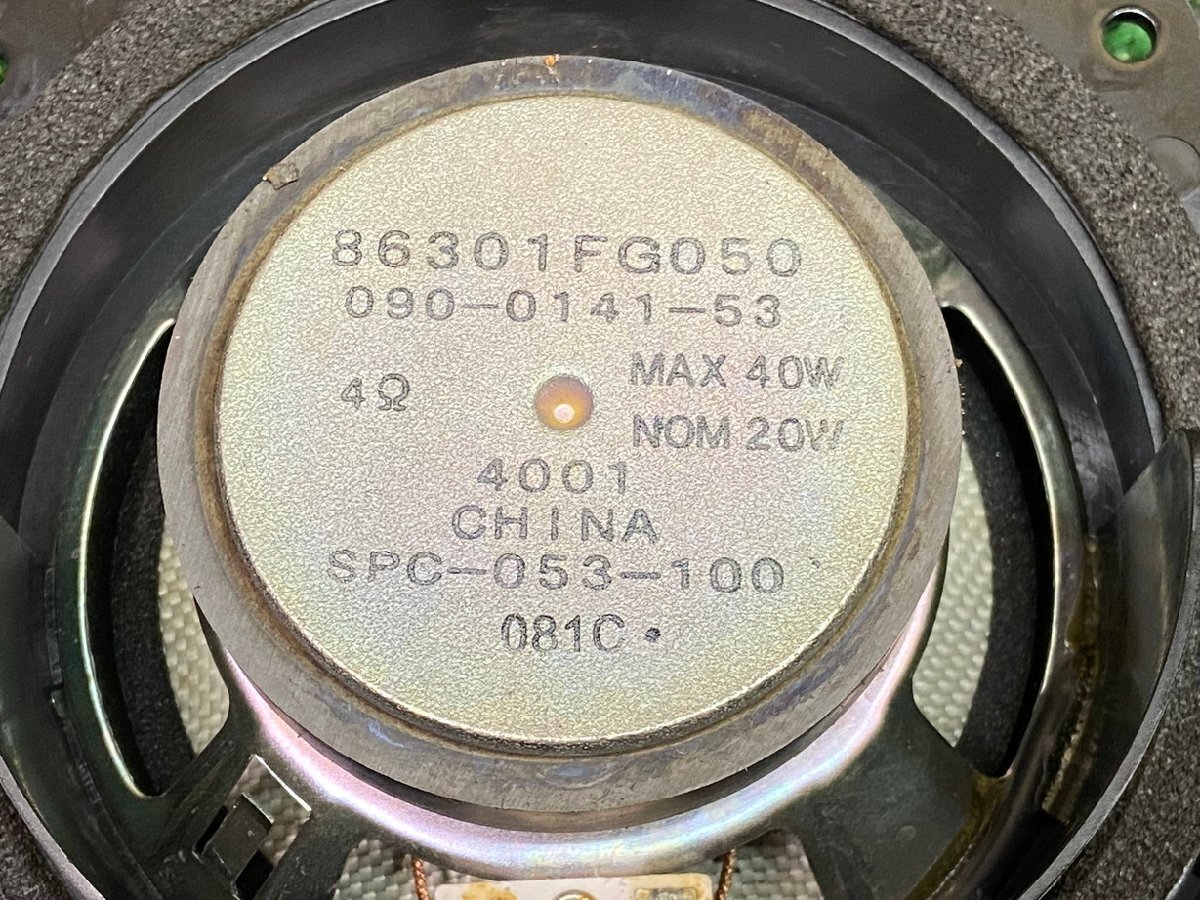 86301FG050
090-0141-53
4Ω
MAX 40W
NOM 20W
4001
CHINA
SPC-053-100
081C